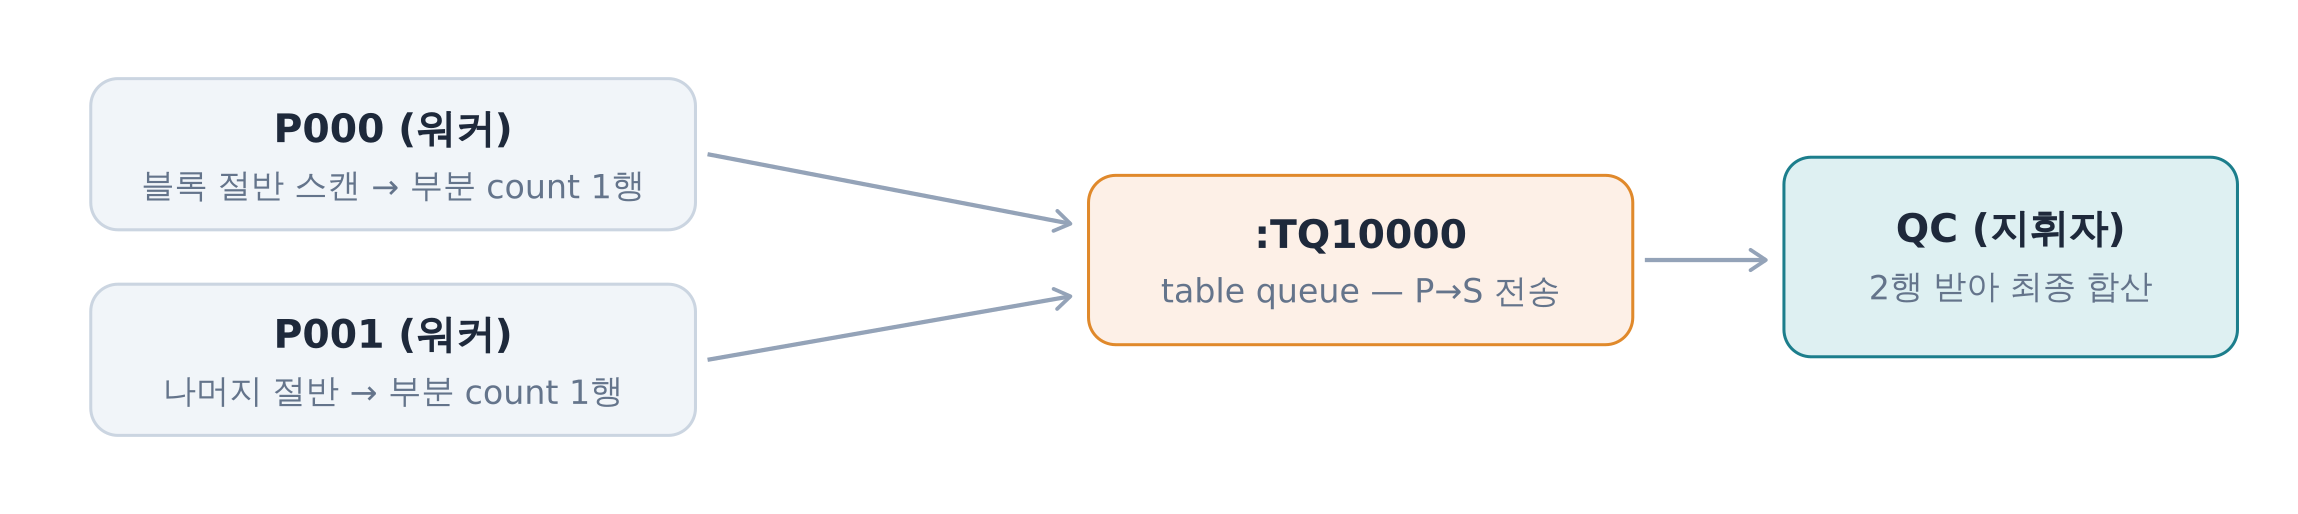 P000 (워커)
블록 절반 스캔 → 부분 count 1행
P001 (워커)
나머지 절반 → 부분 count 1행
:TQ10000
table queue — P→S 전송
QC (지휘자)
2행 받아 최종 합산